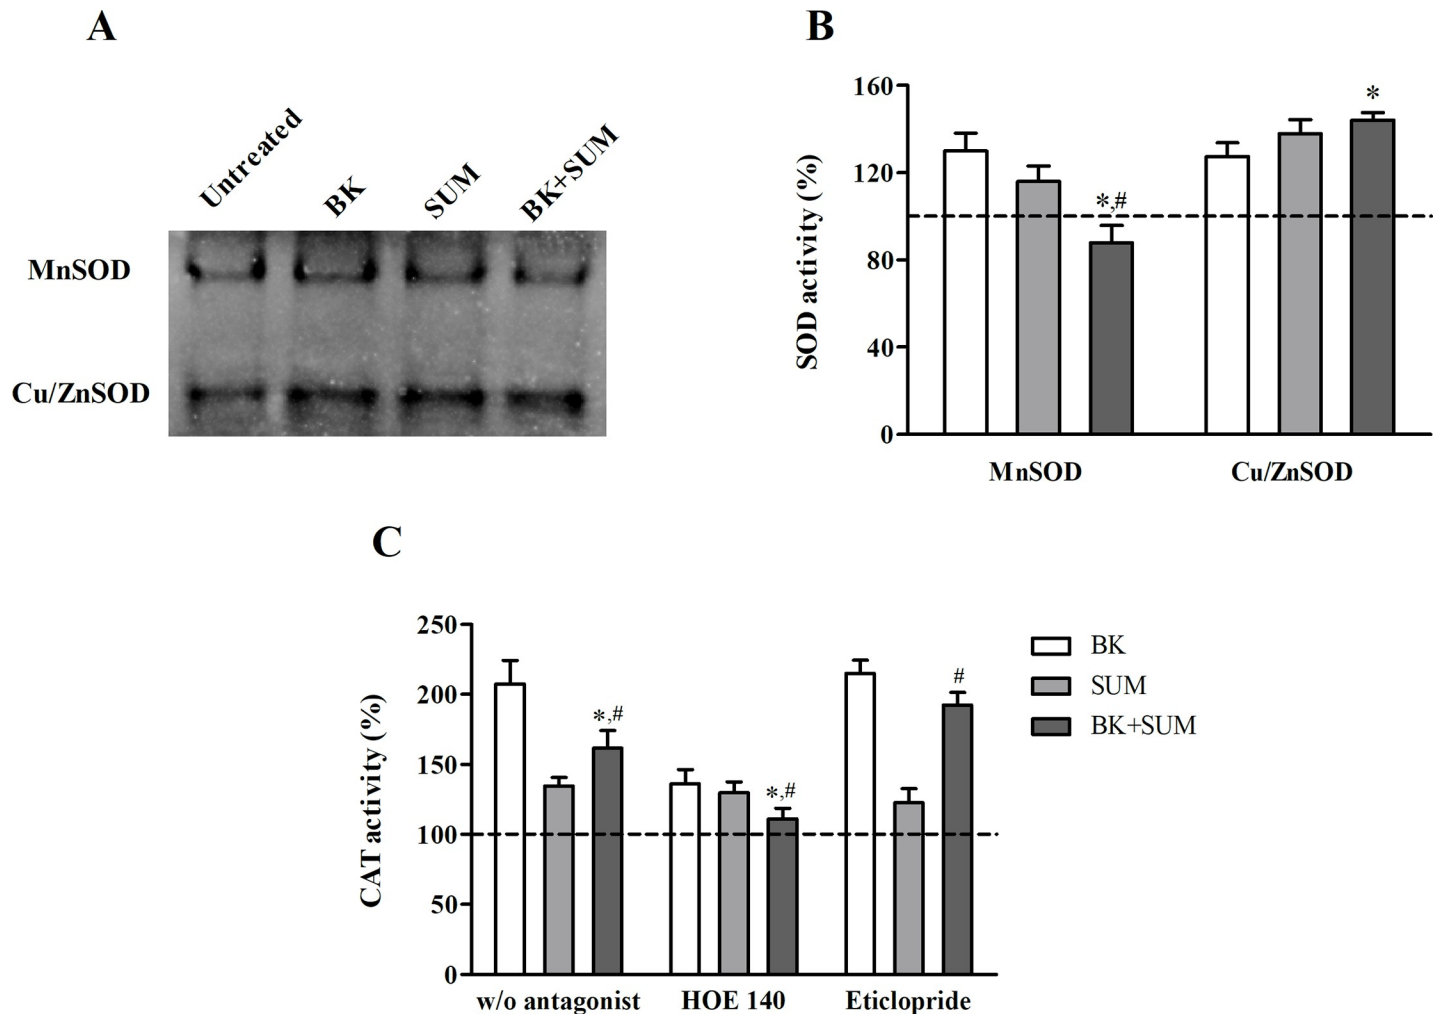 A
Untreated
BK
SUM
BK+SUM
MnSOD
Cu/ZnSOD
B
SOD activity (%)
160
120
80
40
0
*,#
*
MnSOD
Cu/ZnSOD
C
CAT activity (%)
250
200
150
100
50
0
*,#
*,#
#
w/o antagonist
HOE 140
Eticlopride
BK
SUM
BK+SUM